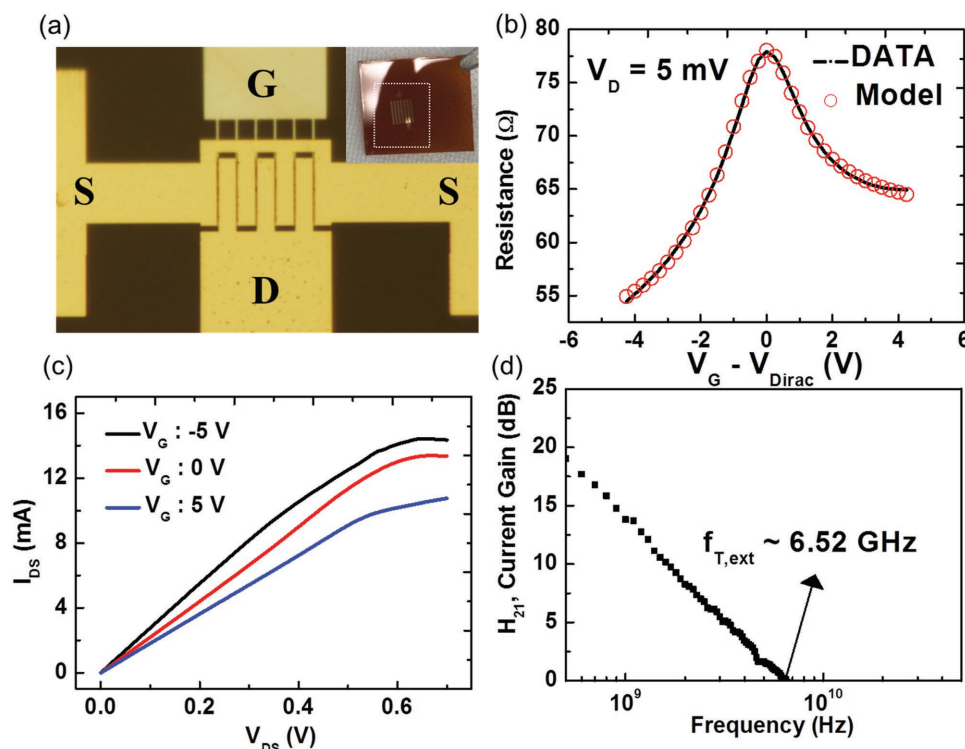 (a)
G
S
S
D
(b)
V_D = 5 mV
DATA
Model
Resistance (Ω)
75
70
65
60
55
-6 -4 -2 0 2 4 6
V_G - V_Dirac (V)
(c)
V_G : -5 V
V_G : 0 V
V_G : 5 V
I_DS (mA)
16
12
8
4
0
0.0 0.2 0.4 0.6
V_DS (V)
(d)
f_T,ext ~ 6.52 GHz
H_21, Current Gain (dB)
25
20
15
10
5
0
10^9 10^10
Frequency (Hz)